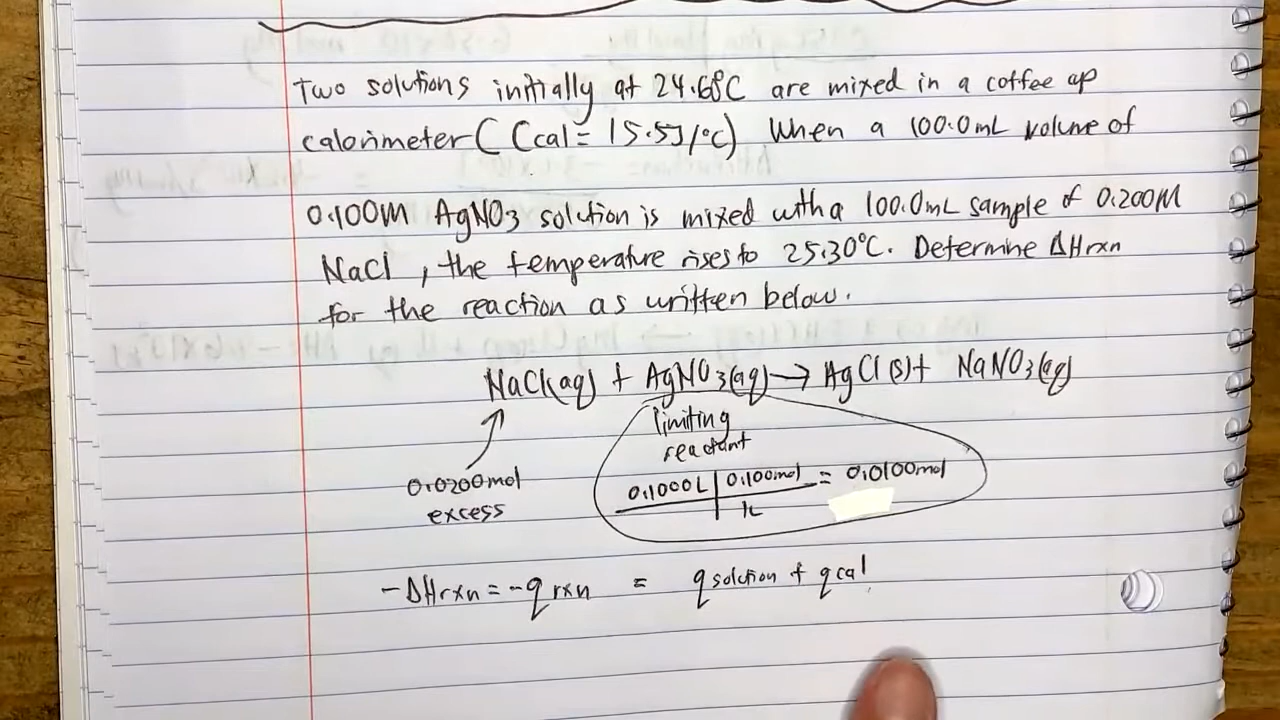 Two solutions initially at 24.68°C are mixed in a coffee cup
calorimeter ( Ccal = 15.5J/°C) When a 100.0mL volume of
0.100M AgNO3 solution is mixed with a 100.0mL sample of 0.200M
NaCl , the temperature rises to 25.30°C. Determine ΔHrxn
for the reaction as written below.
NaCl(aq) + AgNO3(aq) → AgCl(s) + NaNO3(aq)
limiting
reactant
0.1000L | 0.100mol = 0.0100mol
1L
0.0200mol
excess
-ΔHrxn = -q rxn = q solution + q cal